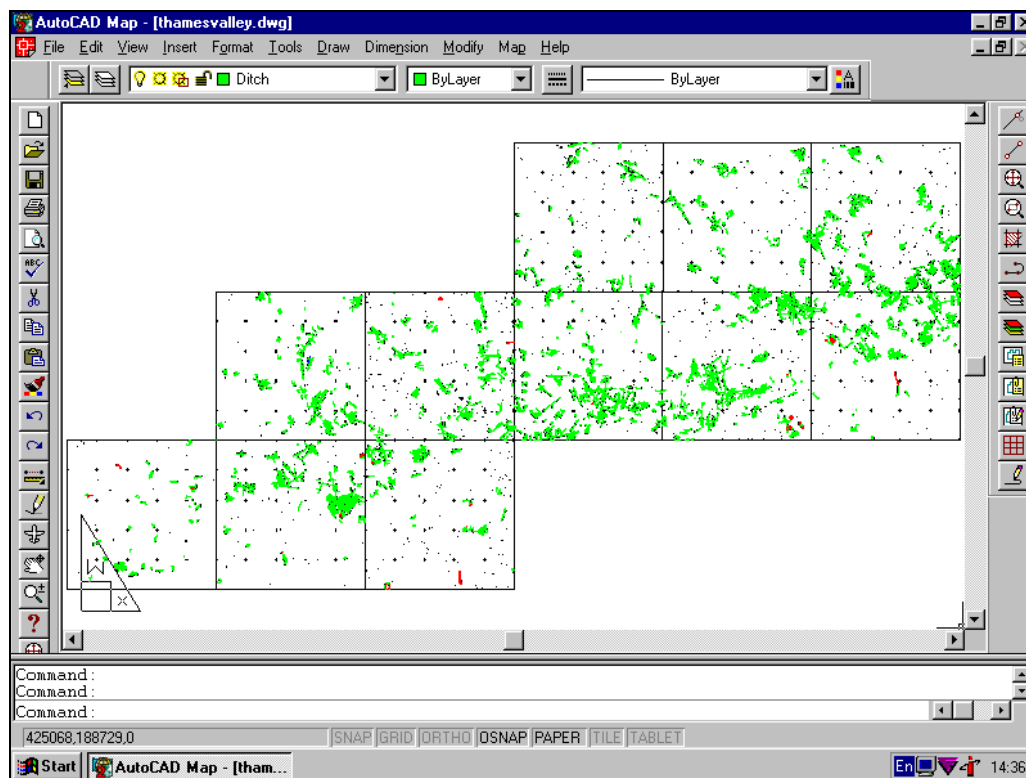 AutoCAD Map - [thamesvalley.dwg]
File Edit View Insert Format Tools Draw Dimension Modify Map Help
Ditch ByLayer ByLayer
ABC
W
X
Command:
Command:
Command:
425068,188729,0 SNAP GRID ORTHO OSNAP PAPER TILE TABLET
Start AutoCAD Map - [tham... En 14:36